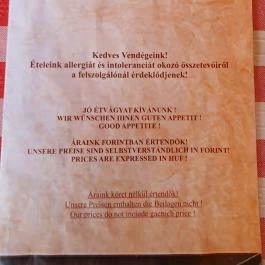 Kedves Vendégeink!
Ételeink allergiát és intoleranciát okozó összetevőiről
a felszolgálónál érdeklődjenek!
JÓ ÉTVÁGYAT KÍVÁNUNK !
WIR WÜNSCHEN IHNEN GUTEN APPETIT !
GOOD APPETITE !
ÁRAINK FORINTBAN ÉRTENDŐK!
UNSERE PREISE SIND SELBSTVERSTÄNDLICH IN FORINT!
PRICES ARE EXPRESSED IN HUF !
Áraink köret nélkül értendők!
Unsere Preisen enthalten die Beilagen nicht !
Our prices do not include garnich price !